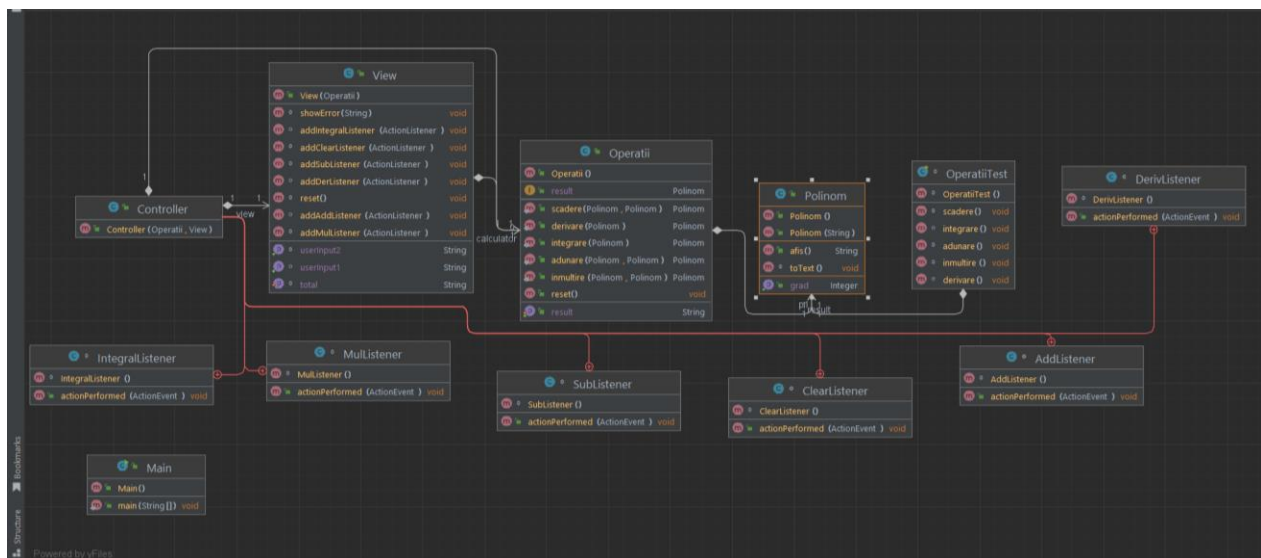 View
View(Operatii)
showError(String) void
addIntegralListener (ActionListener ) void
addClearListener (ActionListener ) void
addSubListener (ActionListener ) void
addDerListener (ActionListener ) void
reset() void
addAddListener (ActionListener ) void
addMulListener (ActionListener ) void
userInput2 String
userInput1 String
total String
1
Controller
Controller(Operatii, View)
1
1
view
Operatii
Operatii ()
result Polinom
scadere(Polinom , Polinom ) Polinom
derivare(Polinom ) Polinom
integrare(Polinom ) Polinom
adunare(Polinom , Polinom ) Polinom
inmultire (Polinom , Polinom ) Polinom
reset() void
result String
calculator
Polinom
Polinom ()
Polinom (String )
afis() String
toText () void
grad Integer
OperatiiTest
OperatiiTest ()
scadere() void
integrare() void
adunare() void
inmultire () void
derivare() void
DerivListener
DerivListener ()
actionPerformed (ActionEvent ) void
IntegralListener
IntegralListener ()
actionPerformed (ActionEvent ) void
MulListener
MulListener ()
actionPerformed (ActionEvent ) void
SubListener
SubListener ()
actionPerformed (ActionEvent ) void
ClearListener
ClearListener ()
actionPerformed (ActionEvent ) void
AddListener
AddListener ()
actionPerformed (ActionEvent ) void
Main
Main()
main(String[]) void
Bookmarks
Structure
Powered by yFiles